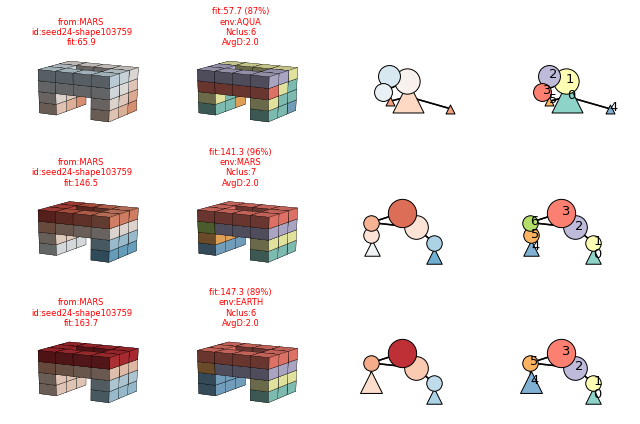 from:MARS
id:seed24-shape103759
fit:65.9
fit:57.7 (87%)
env:AQUA
Nclus:6
AvgD:2.0
2
1
3
0
5
4
from:MARS
id:seed24-shape103759
fit:146.5
fit:141.3 (96%)
env:MARS
Nclus:7
AvgD:2.0
3
6
2
5
1
4
0
from:MARS
id:seed24-shape103759
fit:163.7
fit:147.3 (89%)
env:EARTH
Nclus:6
AvgD:2.0
3
5
2
4
1
0